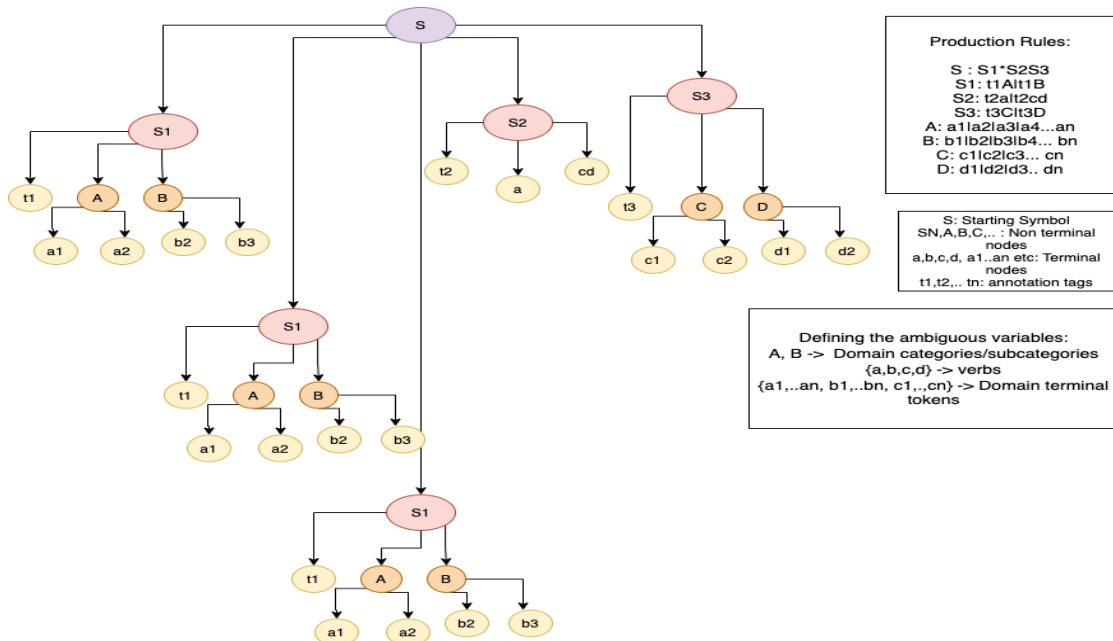 S
S1
t1
A
B
a1
a2
b2
b3
S2
t2
a
cd
S3
t3
C
D
c1
c2
d1
d2
S1
t1
A
B
a1
a2
b2
b3
S1
t1
A
B
a1
a2
b2
b3
Production Rules:
S : S1*S2S3
S1: t1A|t1B
S2: t2a|t2cd
S3: t3C|t3D
A: a1|a2|a3|a4...an
B: b1|b2|b3|b4... bn
C: c1|c2|c3... cn
D: d1|d2|d3.. dn
S: Starting Symbol
SN,A,B,C,.. : Non terminal
nodes
a,b,c,d, a1..an etc: Terminal
nodes
t1,t2,.. tn: annotation tags
Defining the ambiguous variables:
A, B -> Domain categories/subcategories
{a,b,c,d} -> verbs
{a1,..an, b1,..bn, c1,.,cn} -> Domain terminal
tokens